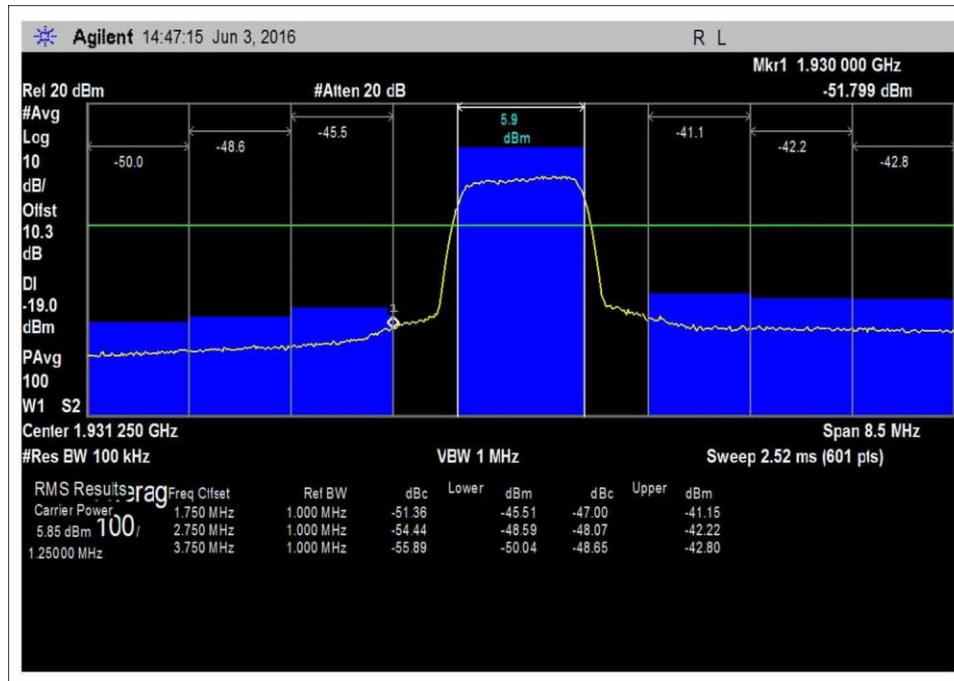 Agilent 14:47:15 Jun 3, 2016 R L
Mkr1 1.930 000 GHz
Ref 20 dBm #Atten 20 dB -51.799 dBm
#Avg
Log
10
dB/
Offst
10.3
dB
DI
-19.0
dBm
PAvg
100
W1 S2
-50.0 -48.6 -45.5 5.9 dBm -41.1 -42.2 -42.8
1
Center 1.931 250 GHz Span 8.5 MHz
#Res BW 100 kHz VBW 1 MHz Sweep 2.52 ms (601 pts)
RMS Results Freq Offset Ref BW dBc Lower dBm dBc Upper dBm
Carrier Power 1.750 MHz 1.000 MHz -51.36 -45.51 -47.00 -41.15
5.85 dBm 100/ 2.750 MHz 1.000 MHz -54.44 -48.59 -48.07 -42.22
1.25000 MHz 3.750 MHz 1.000 MHz -55.89 -50.04 -48.65 -42.80